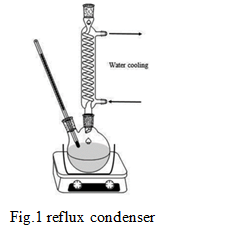 Water cooling
Fig.1 reflux condenser